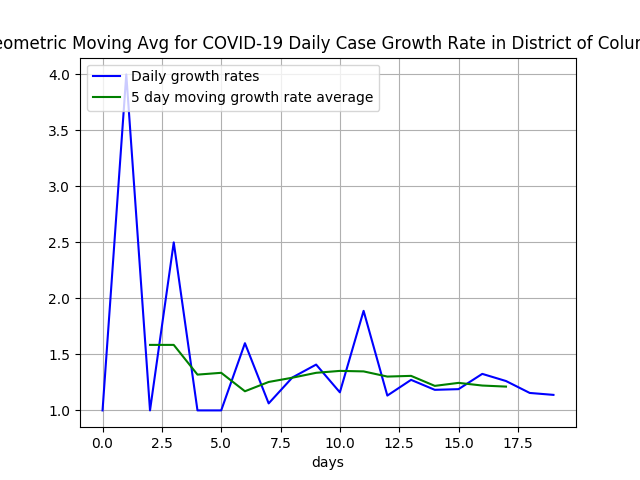 eometric Moving Avg for COVID-19 Daily Case Growth Rate in District of Colu
Daily growth rates
5 day moving growth rate average
4.0
3.5
3.0
2.5
2.0
1.5
1.0
0.0 2.5 5.0 7.5 10.0 12.5 15.0 17.5
days